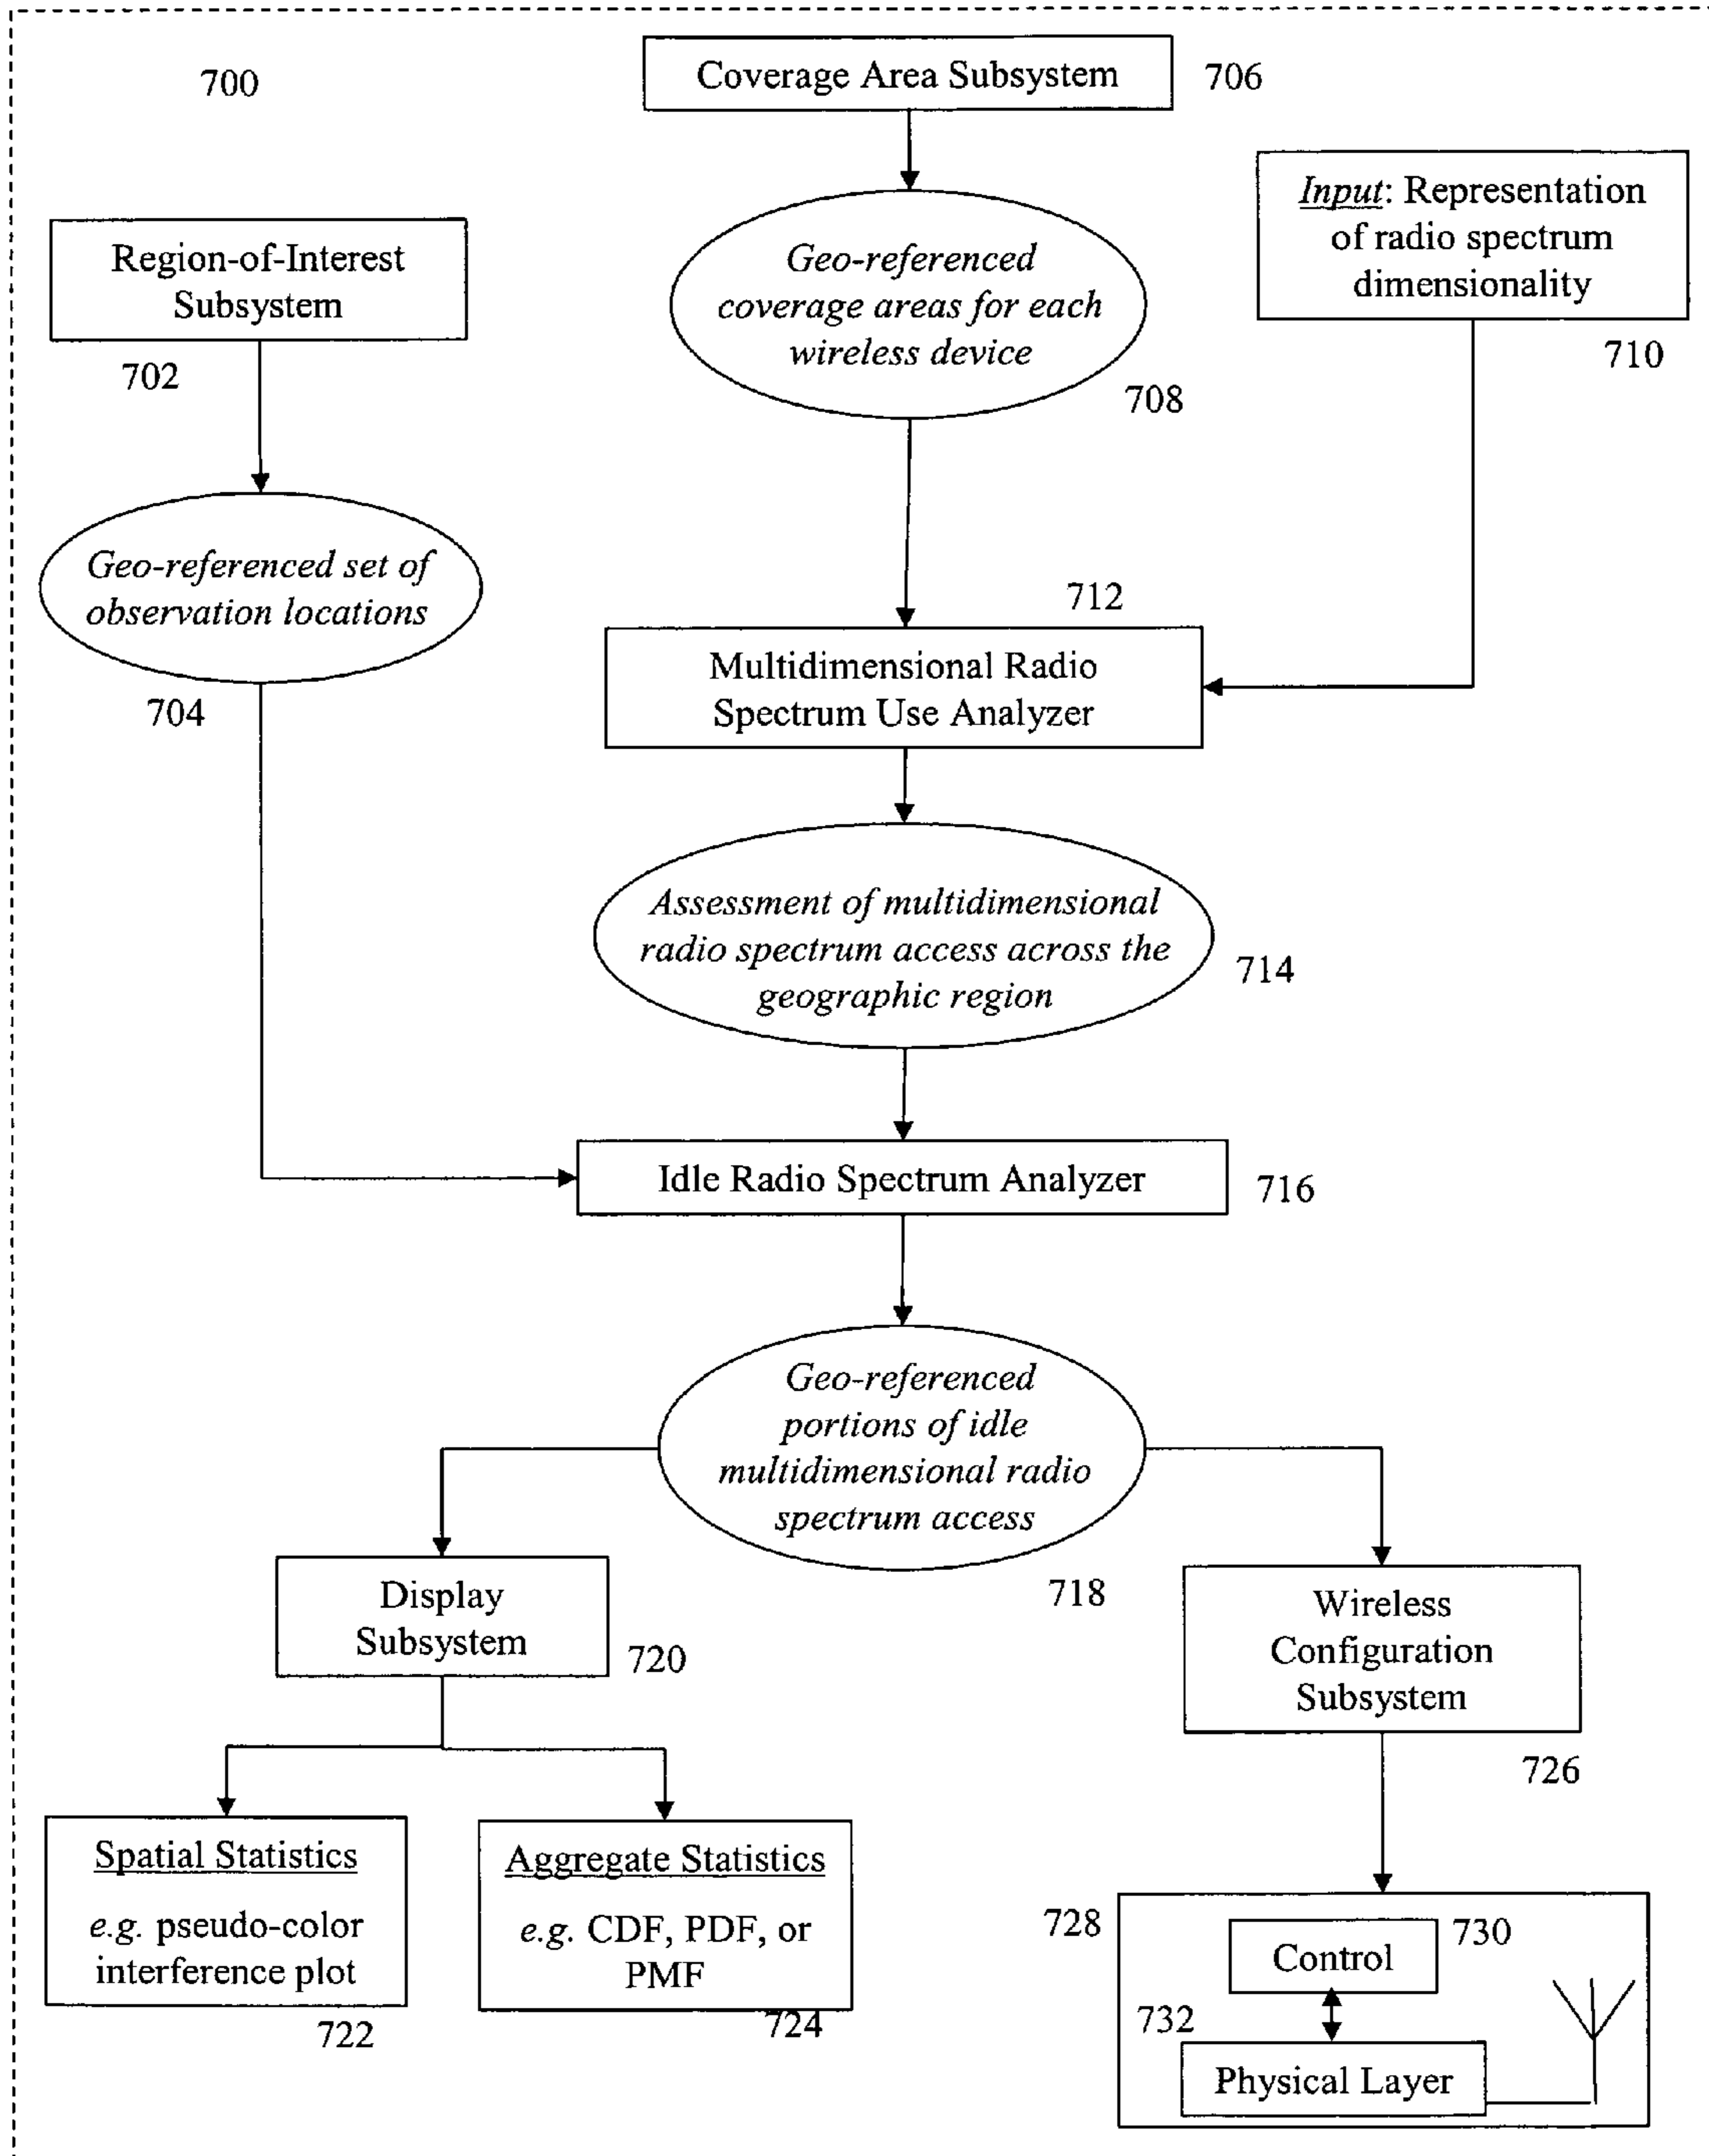 700
Coverage Area Subsystem
706
Input: Representation
of radio spectrum
dimensionality
710
Region-of-Interest
Subsystem
702
Geo-referenced
coverage areas for each
wireless device
708
Geo-referenced set of
observation locations
704
712
Multidimensional Radio
Spectrum Use Analyzer
Assessment of multidimensional
radio spectrum access across the
geographic region
714
Idle Radio Spectrum Analyzer
716
Geo-referenced
portions of idle
multidimensional radio
spectrum access
718
Display
Subsystem
720
Wireless
Configuration
Subsystem
726
Spatial Statistics
e.g. pseudo-color
interference plot
722
Aggregate Statistics
e.g. CDF, PDF, or
PMF
724
728
Control
730
732
Physical Layer